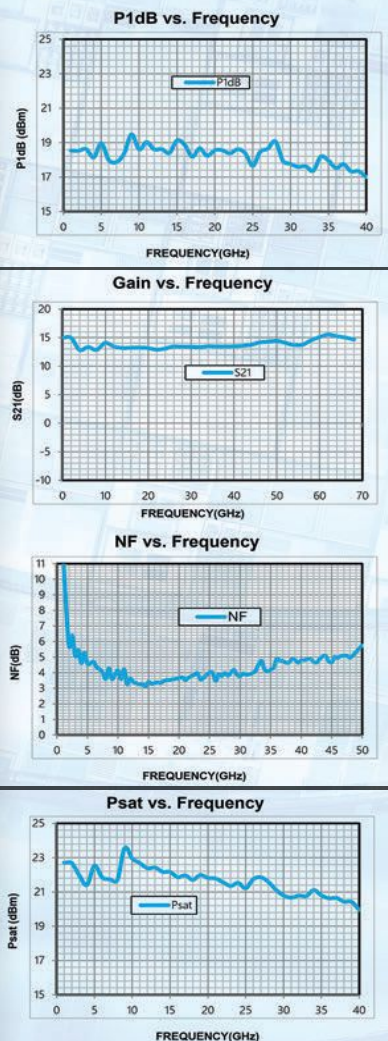 P1dB vs. Frequency
25
23
21
19
17
15
P1dB (dBm)
P1dB
0 5 10 15 20 25 30 35 40
FREQUENCY(GHz)
Gain vs. Frequency
20
15
10
5
0
-5
-10
S21(dB)
S21
0 10 20 30 40 50 60 70
FREQUENCY(GHz)
NF vs. Frequency
11
10
9
8
7
6
5
4
3
2
1
0
NF(dB)
NF
0 5 10 15 20 25 30 35 40 45 50
FREQUENCY(GHz)
Psat vs. Frequency
25
23
21
19
17
15
Psat (dBm)
Psat
0 5 10 15 20 25 30 35 40
FREQUENCY(GHz)